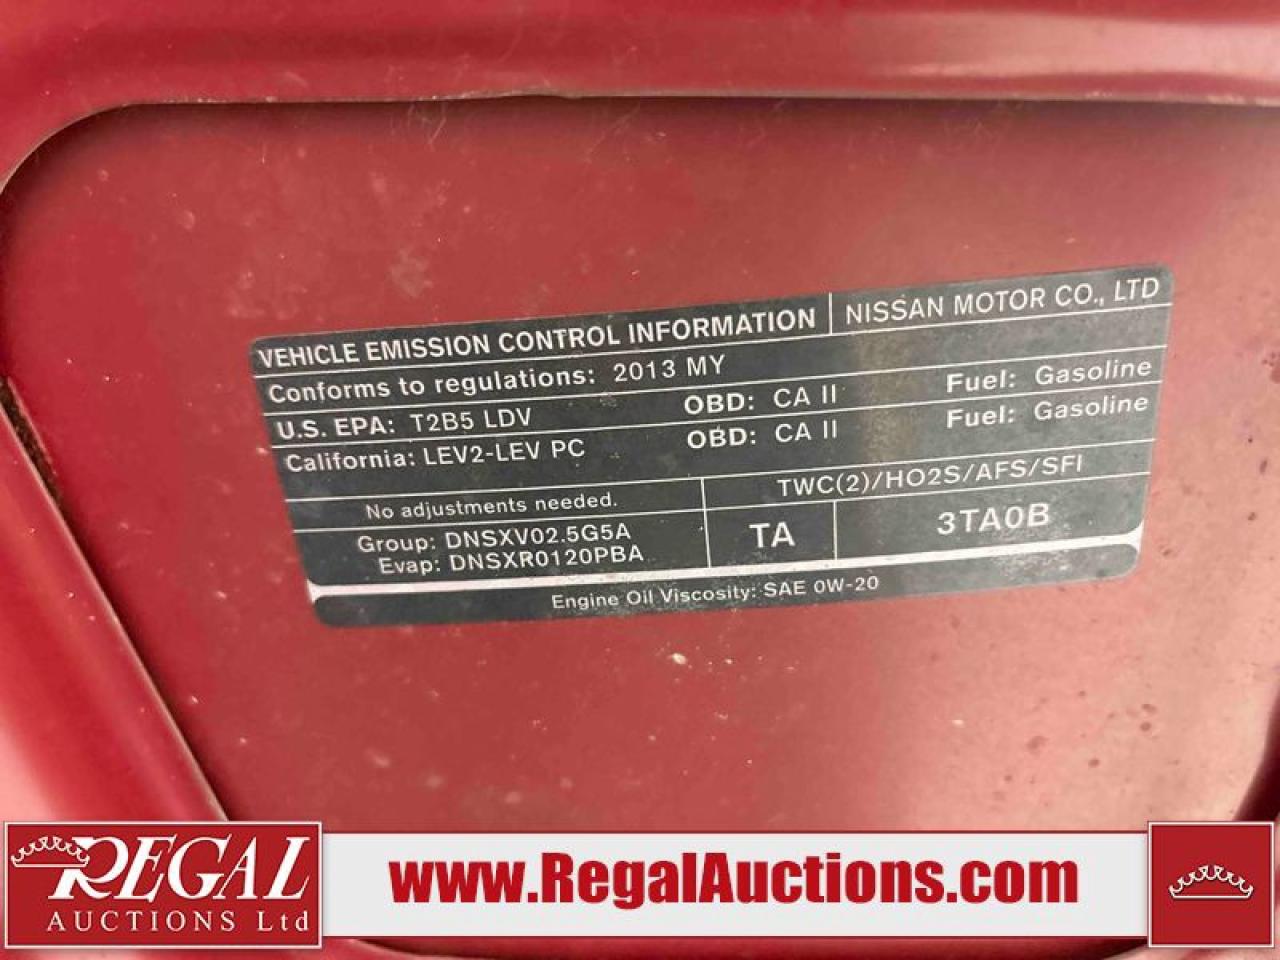 VEHICLE EMISSION CONTROL INFORMATION NISSAN MOTOR CO., LTD
Conforms to regulations: 2013 MY
U.S. EPA: T2B5 LDV OBD: CA II Fuel: Gasoline
California: LEV2-LEV PC OBD: CA II Fuel: Gasoline
No adjustments needed. TWC(2)/HO2S/AFS/SFI
Group: DNSXV02.5G5A TA 3TA0B
Evap: DNSXR0120PBA
Engine Oil Viscosity: SAE 0W-20
REGAL
AUCTIONS Ltd
www.RegalAuctions.com